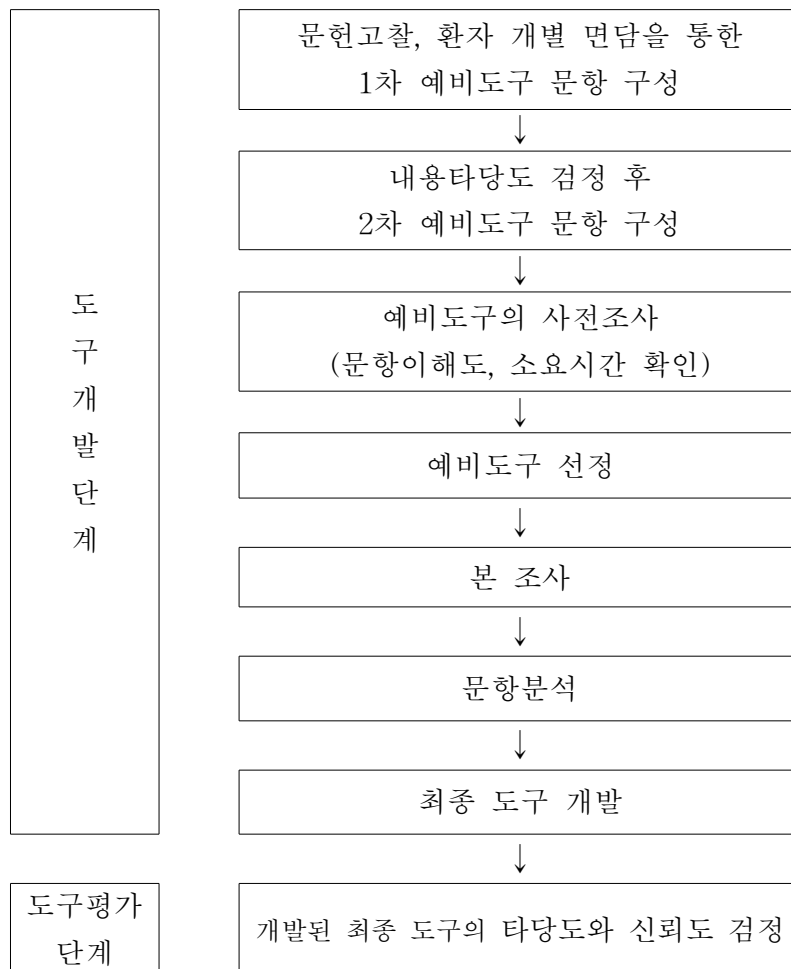 문헌고찰, 환자 개별 면담을 통한
1차 예비도구 문항 구성
↓
내용타당도 검정 후
2차 예비도구 문항 구성
↓
도
구
개
발
단
계
예비도구의 사전조사
(문항이해도, 소요시간 확인)
↓
예비도구 선정
↓
본 조사
↓
문항분석
↓
최종 도구 개발
↓
도구평가
단계
개발된 최종 도구의 타당도와 신뢰도 검정